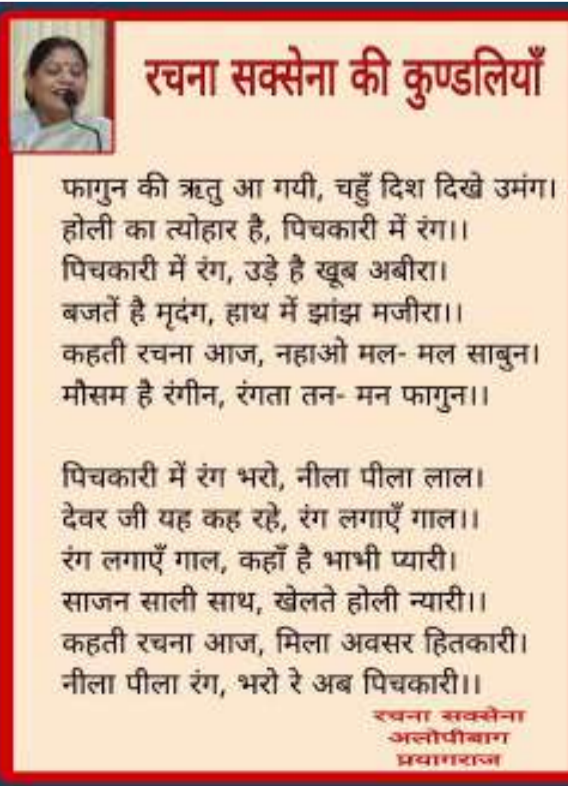 रचना सक्सेना की कुण्डलियाँ
फागुन की ऋतु आ गयी, चहुँ दिश दिखे उमंग।
होली का त्योहार है, पिचकारी में रंग।।
पिचकारी में रंग, उड़े है खूब अबीरा।
बजतें है मृदंग, हाथ में झांझ मजीरा।।
कहती रचना आज, नहाओ मल- मल साबुन।
मौसम है रंगीन, रंगता तन- मन फागुन।।
पिचकारी में रंग भरो, नीला पीला लाल।
देवर जी यह कह रहे, रंग लगाएँ गाल।।
रंग लगाएँ गाल, कहाँ है भाभी प्यारी।
साजन साली साथ, खेलते होली न्यारी।।
कहती रचना आज, मिला अवसर हितकारी।
नीला पीला रंग, भरो रे अब पिचकारी।।
रचना सक्सेना
अलोपीबाग
प्रयागराज